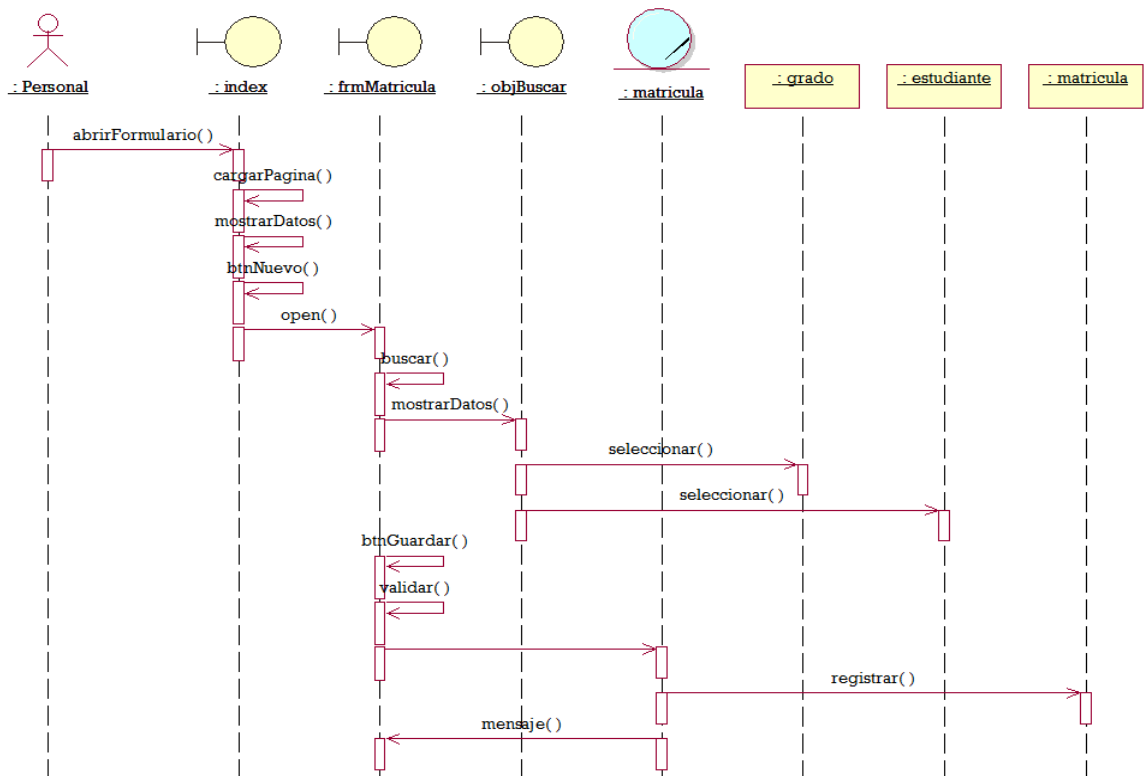 : Personal
: index
: frmMatricula
: objBuscar
: matricula
: grado
: estudiante
: matricula
abrirFormulario( )
cargarPagina( )
mostrarDatos( )
btnNuevo( )
open( )
buscar( )
mostrarDatos( )
seleccionar( )
seleccionar( )
btnGuardar( )
validar( )
registrar( )
mensaje( )